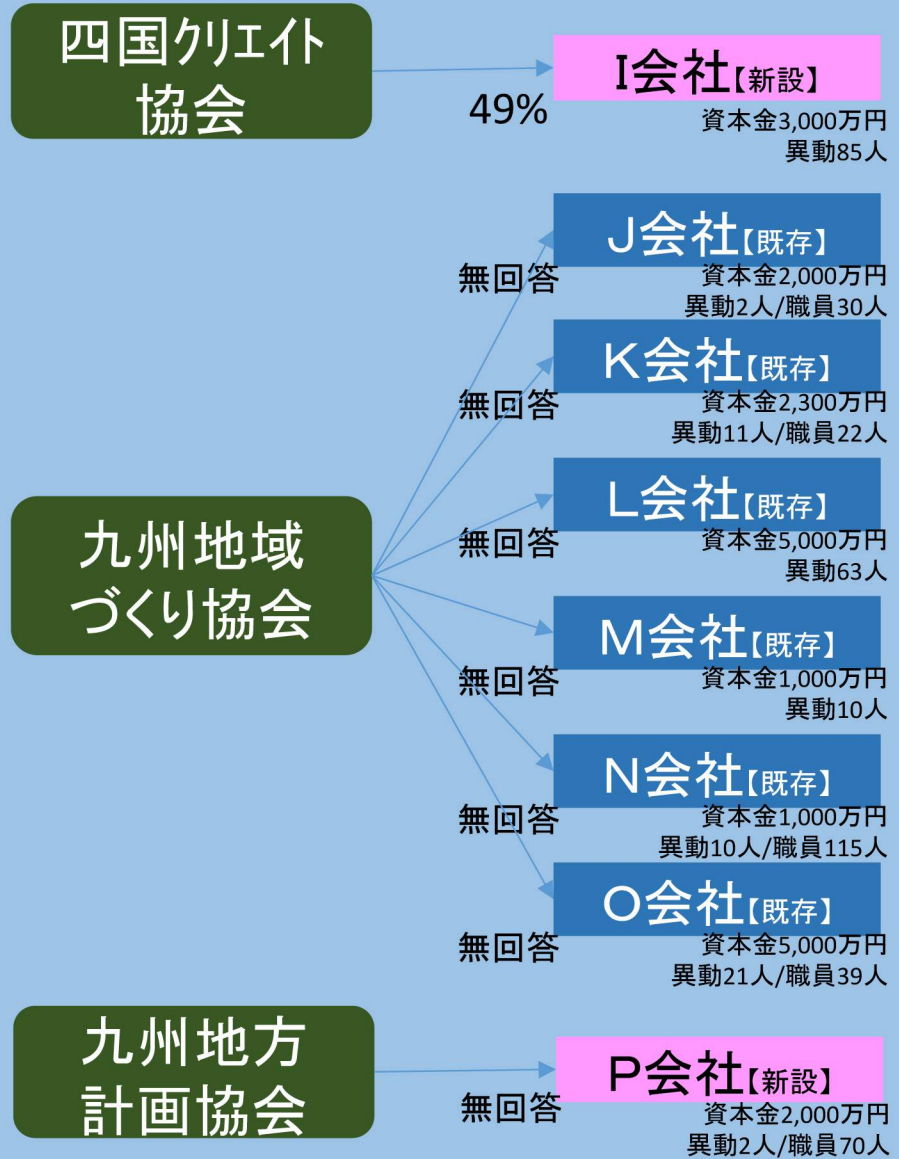 四国クリエイト
協会
49%
I会社【新設】
資本金3,000万円
異動85人
九州地域
づくり協会
無回答
J会社【既存】
資本金2,000万円
異動2人/職員30人
無回答
K会社【既存】
資本金2,300万円
異動11人/職員22人
無回答
L会社【既存】
資本金5,000万円
異動63人
無回答
M会社【既存】
資本金1,000万円
異動10人
無回答
N会社【既存】
資本金1,000万円
異動10人/職員115人
無回答
O会社【既存】
資本金5,000万円
異動21人/職員39人
九州地方
計画協会
無回答
P会社【新設】
資本金2,000万円
異動2人/職員70人